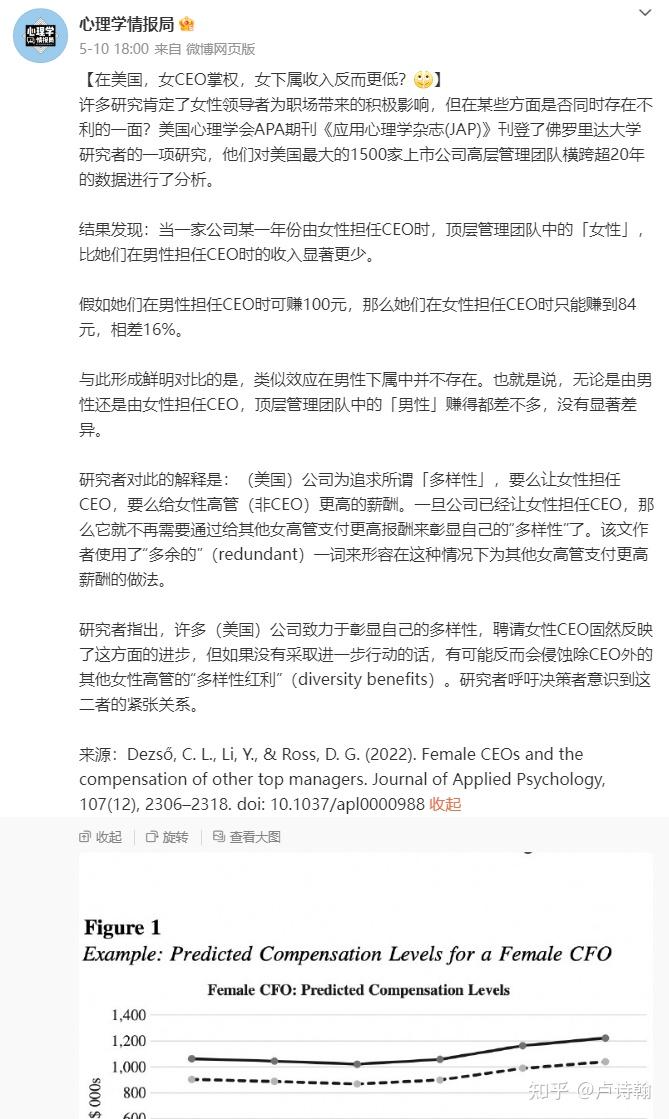 心理学情报局
5-10 18:00 来自 微博网页版
【在美国，女CEO掌权，女下属收入反而更低？】
许多研究肯定了女性领导者为职场带来的积极影响，但在某些方面是否同时存在不
利的一面？美国心理学会APA期刊《应用心理学杂志(JAP)》刊登了佛罗里达大学
研究者的一项研究，他们对美国最大的1500家上市公司高层管理团队横跨超20年
的数据进行了分析。
结果发现：当一家公司某一年份由女性担任CEO时，顶层管理团队中的「女性」，
比她们在男性担任CEO时的收入显著更少。
假如她们在男性担任CEO时可赚100元，那么她们在女性担任CEO时只能赚到84
元，相差16%。
与此形成鲜明对比的是，类似效应在男性下属中并不存在。也就是说，无论是由男
性还是由女性担任CEO，顶层管理团队中的「男性」赚得都差不多，没有显著差
异。
研究者对此的解释是：（美国）公司为追求所谓「多样性」，要么让女性担任
CEO，要么给女性高管（非CEO）更高的薪酬。一旦公司已经让女性担任CEO，那
么它就不再需要通过给其他女高管支付更高报酬来彰显自己的“多样性”了。该文作
者使用了“多余的”（redundant）一词来形容在这种情况下为其他女高管支付更高
薪酬的做法。
研究者指出，许多（美国）公司致力于彰显自己的多样性，聘请女性CEO固然反映
了这方面的进步，但如果没有采取进一步行动的话，有可能反而会侵蚀除CEO外的
其他女性高管的“多样性红利”（diversity benefits）。研究者呼吁决策者意识到这
二者的紧张关系。
来源：Dezső, C. L., Li, Y., & Ross, D. G. (2022). Female CEOs and the
compensation of other top managers. Journal of Applied Psychology,
107(12), 2306–2318. doi: 10.1037/apl0000988 收起
收起 旋转 查看大图
Figure 1
Example: Predicted Compensation Levels for a Female CFO
Female CFO: Predicted Compensation Levels
1,400
1,200
1,000
800
600
$ 000s
知乎 @卢诗翰